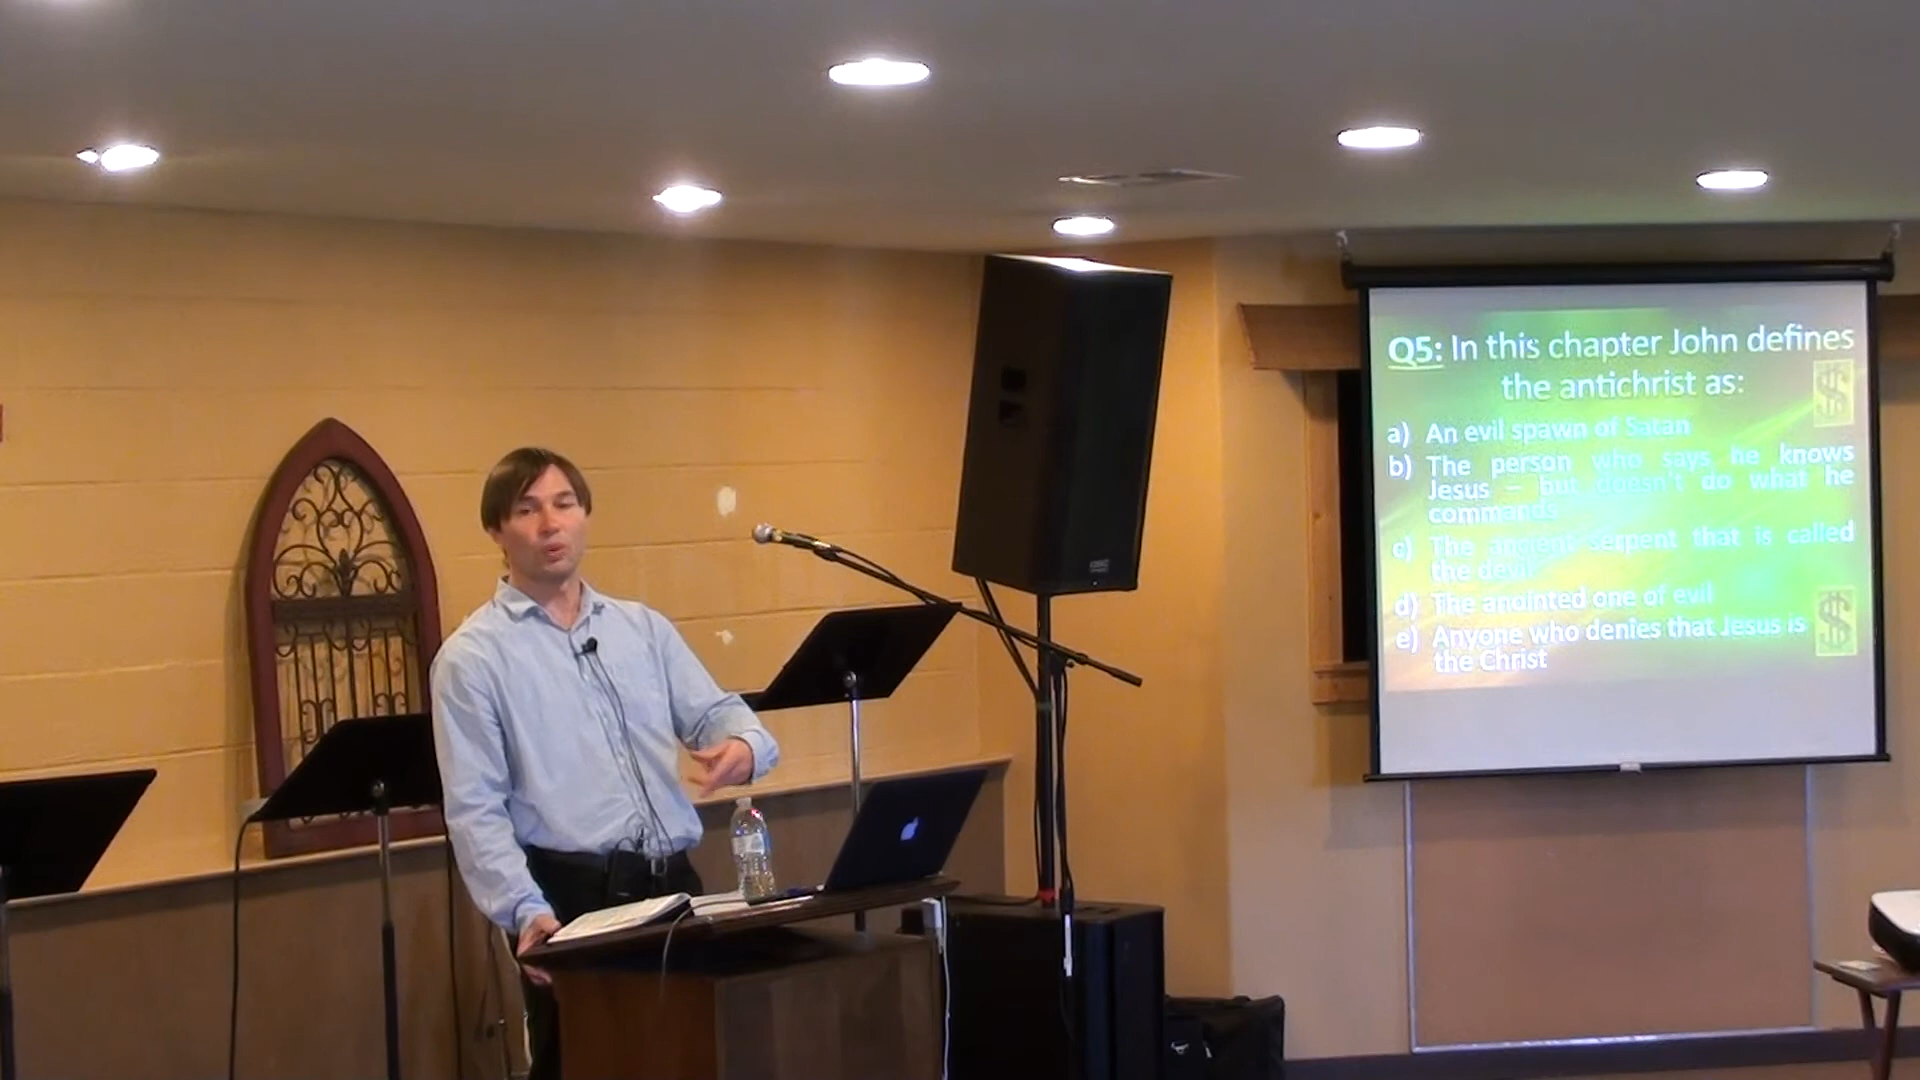 Q5: In this chapter John defines
the antichrist as:
a) An evil spawn of Satan
b) The person who says he knows
Jesus – but doesn't do what he
commands
c) The ancient serpent that is called
the devil
d) The anointed one of evil
e) Anyone who denies that Jesus is
the Christ